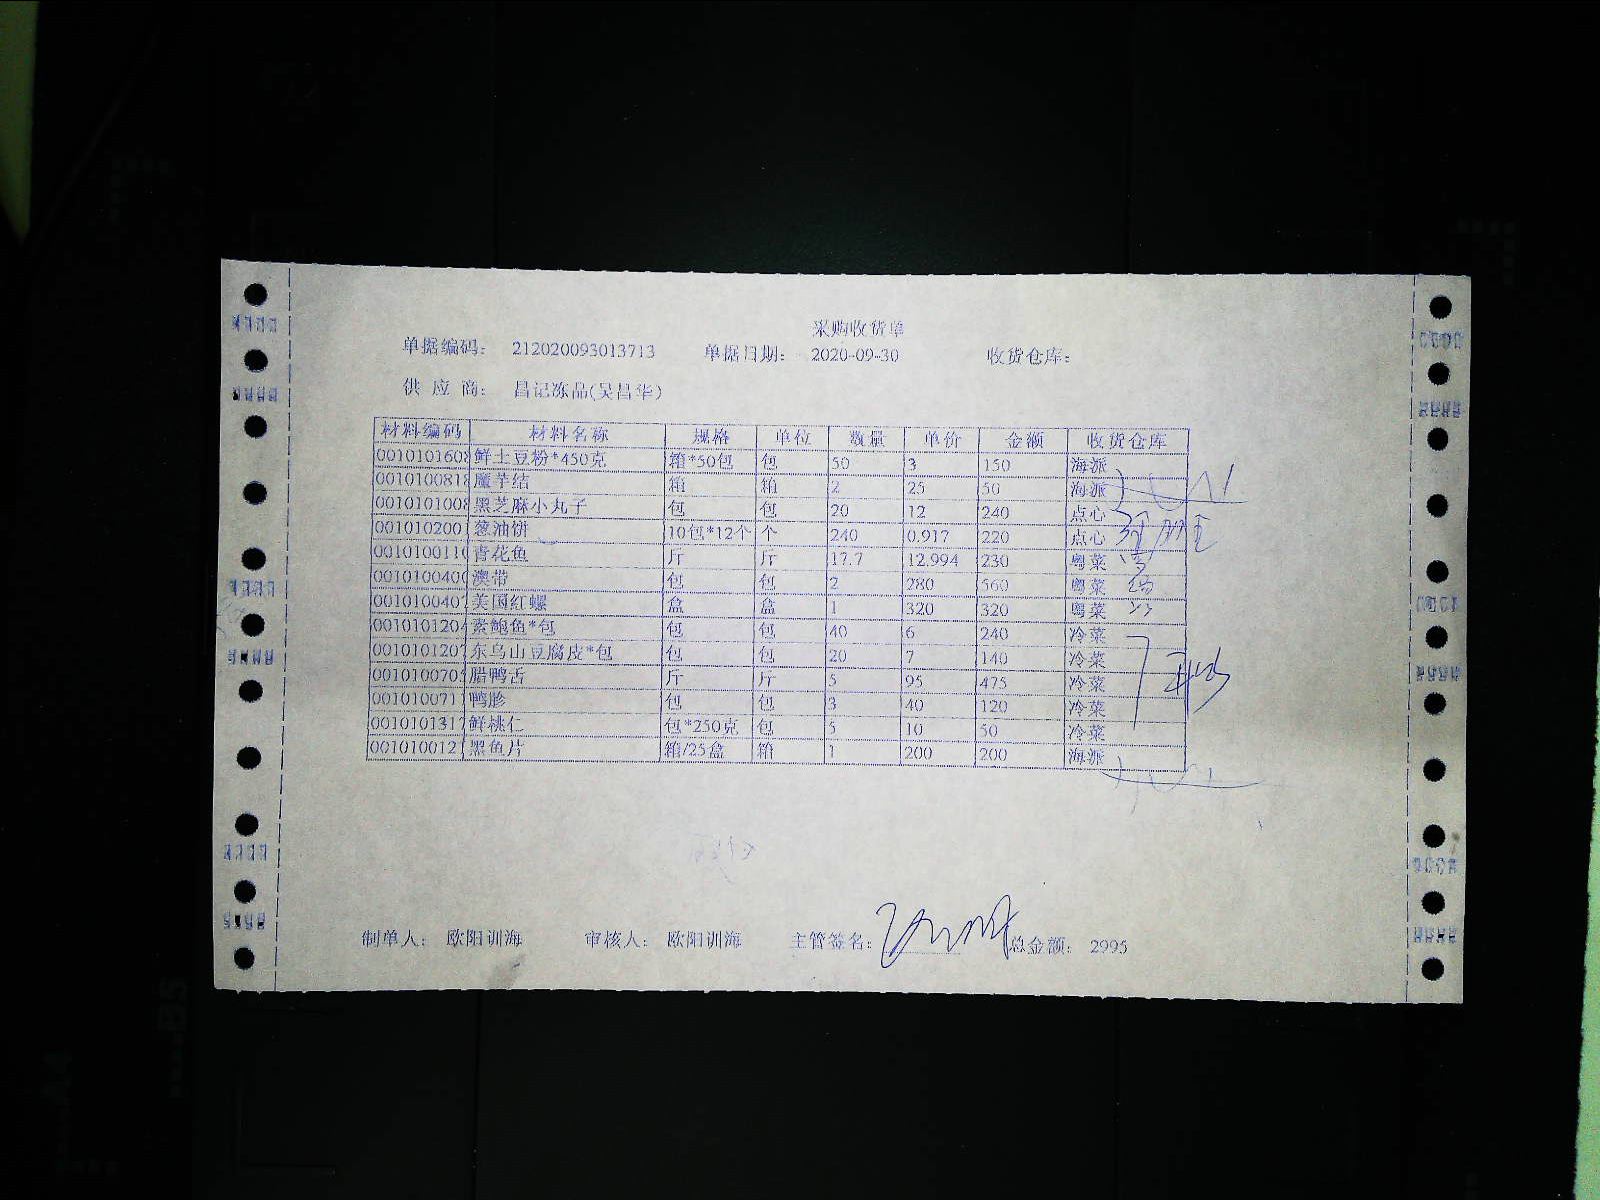 采购收货单
单据编码： 212020093013713 单据日期： 2020-09-30 收货仓库：
供 应 商： 昌记冻品(吴昌华)
材料编码 材料名称 规格 单位 数量 单价 金额 收货仓库
0010101608 鲜土豆粉*450克 箱*50包 包 50 3 150 海派
0010100818 魔芋结 箱 箱 2 25 50 海派
0010101008 黑芝麻小丸子 包 包 20 12 240 点心
0010102001 葱油饼 10包*12个 个 240 0.917 220 点心
0010100110 青花鱼 斤 斤 17.7 12.994 230 粤菜
0010100400 澳带 包 包 2 280 560 粤菜
0010100407 美国红螺 盒 盒 1 320 320 粤菜
0010101204 素鲍鱼*包 包 包 40 6 240 冷菜
0010101207 东乌山豆腐皮*包 包 包 20 7 140 冷菜
0010100705 腊鸭舌 斤 斤 5 95 475 冷菜
001010071 鸭胗 包 包 3 40 120 冷菜
0010101317 鲜桃仁 包*250克 包 5 10 50 冷菜
001010012 黑鱼片 箱/25盒 箱 1 200 200 海派
制单人： 欧阳训海 审核人： 欧阳训海 主管签名： 总金额： 2995